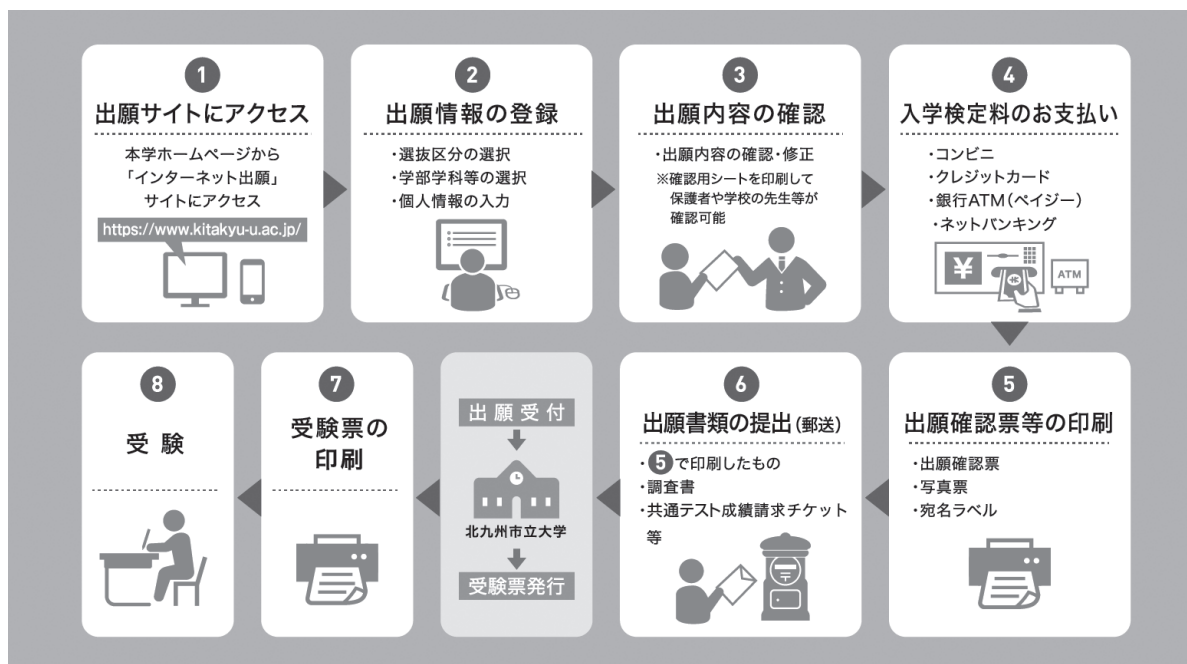 1
出願サイトにアクセス
本学ホームページから
「インターネット出願」
サイトにアクセス
https://www.kitakyu-u.ac.jp/
2
出願情報の登録
・選抜区分の選択
・学部学科等の選択
・個人情報の入力
3
出願内容の確認
・出願内容の確認・修正
※確認用シートを印刷して
保護者や学校の先生等が
確認可能
4
入学検定料のお支払い
・コンビニ
・クレジットカード
・銀行ATM(ペイジー)
・ネットバンキング
¥
ATM
5
出願確認票等の印刷
・出願確認票
・写真票
・宛名ラベル
6
出願書類の提出(郵送)
・5で印刷したもの
・調査書
・共通テスト成績請求チケット
等
〒
出願受付
北九州市立大学
受験票発行
7
受験票の
印刷
8
受験